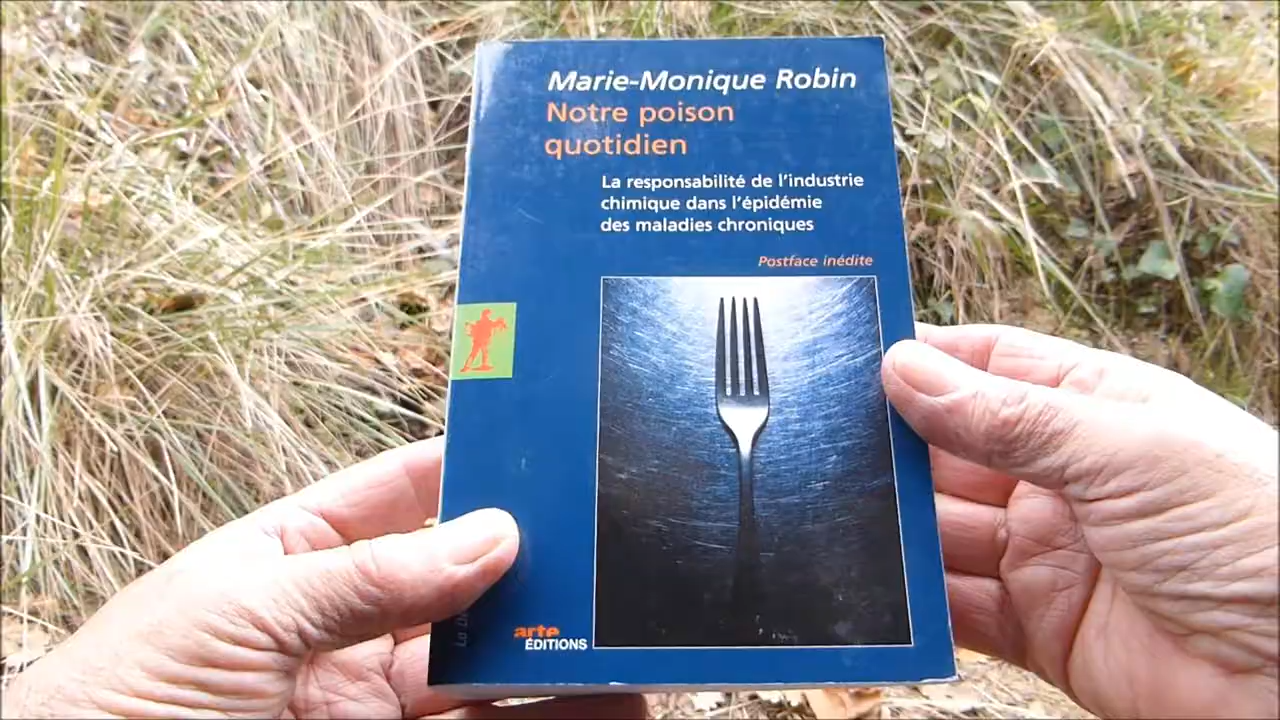 Marie-Monique Robin
Notre poison
quotidien
La responsabilité de l'industrie
chimique dans l'épidémie
des maladies chroniques
Postface inédite
arte
ÉDITIONS